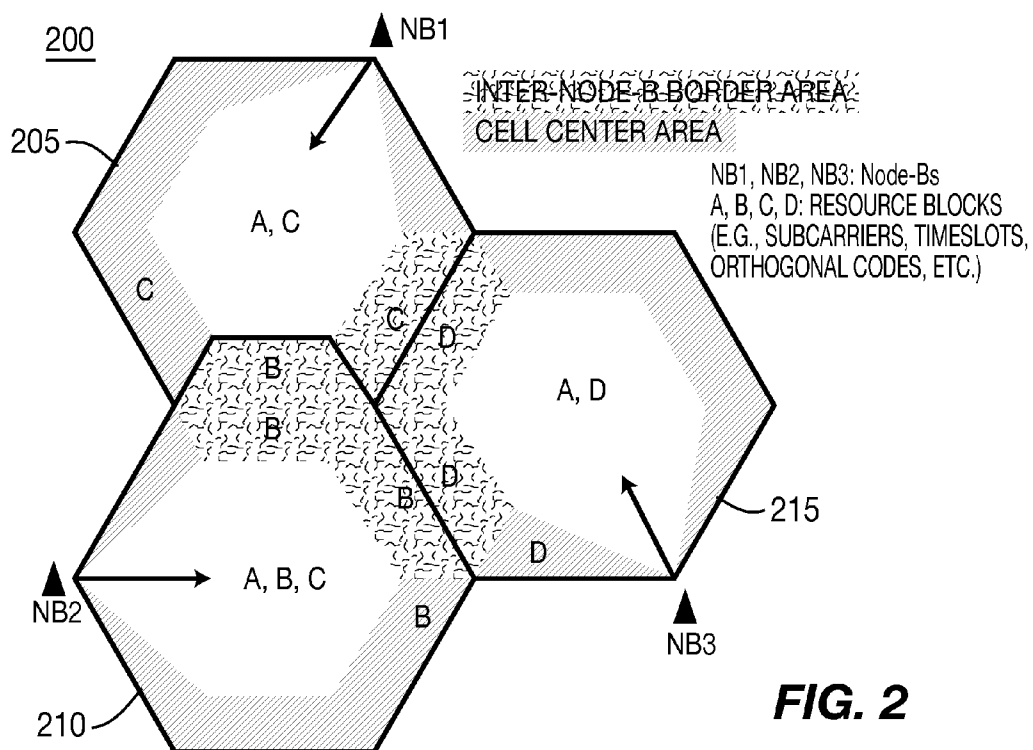 200
NB1
INTER-NODE-B BORDER AREA
CELL CENTER AREA
205
NB1, NB2, NB3: Node-Bs
A, B, C, D: RESOURCE BLOCKS
(E.G., SUBCARRIERS, TIMESLOTS,
ORTHOGONAL CODES, ETC.)
A, C
C
C
D
B
B
A, D
B
D
215
D
A, B, C
B
NB2
NB3
210
FIG. 2